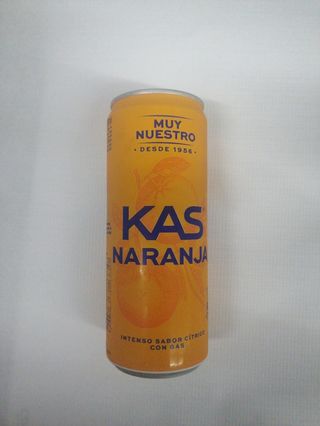 MUY
NUESTRO
· DESDE 1956 ·
KAS
NARANJA
INTENSO SABOR CÍTRICO
CON GAS